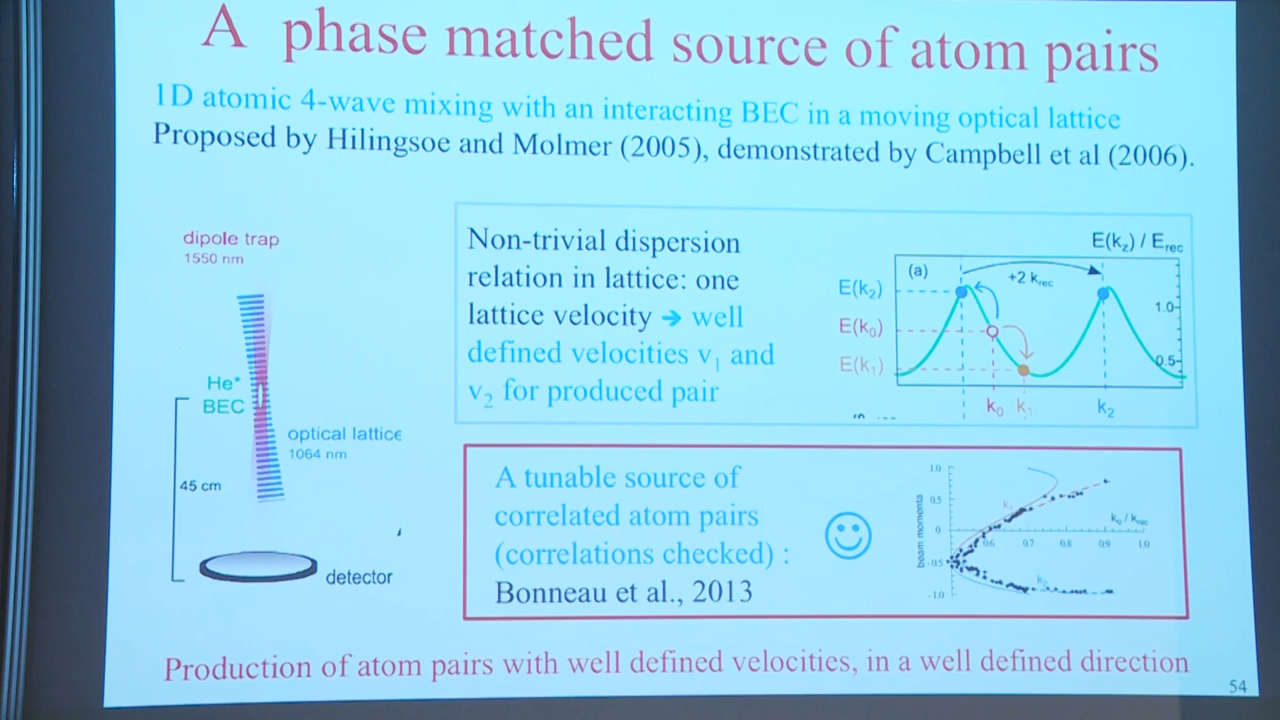 A phase matched source of atom pairs
1D atomic 4-wave mixing with an interacting BEC in a moving optical lattice
Proposed by Hilingsoe and Molmer (2005), demonstrated by Campbell et al (2006).
dipole trap
1550 nm
He*
BEC
optical lattice
1064 nm
45 cm
detector
Non-trivial dispersion
relation in lattice: one
lattice velocity → well
defined velocities v₁ and
v₂ for produced pair
E(k_z) / E_rec
(a)
+2 k_rec
E(k₂)
E(k₀)
E(k₁)
1.0
0.5
k₀ k₁ k₂
A tunable source of
correlated atom pairs
(correlations checked) :
Bonneau et al., 2013
beam momenta
1.0
0.5
0
-0.5
-1.0
k₀ / k_rec
0.6 0.7 0.8 0.9 1.0
Production of atom pairs with well defined velocities, in a well defined direction
54